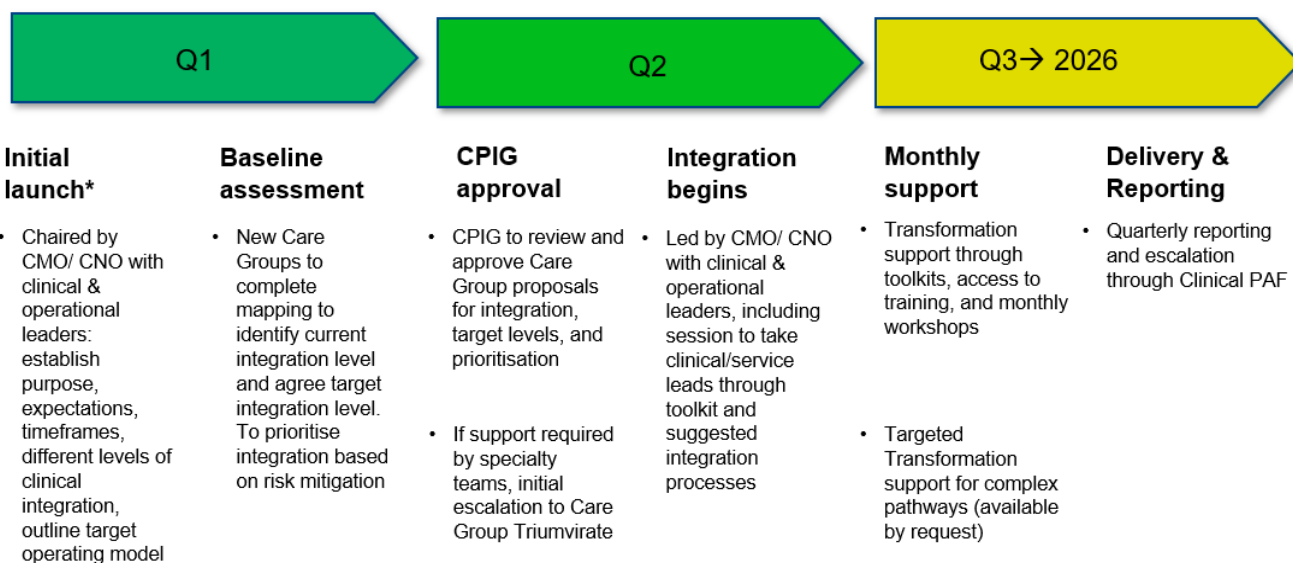 Q1
Q2
Q3→ 2026
Initial
launch*
• Chaired by
CMO/ CNO with
clinical &
operational
leaders:
establish
purpose,
expectations,
timeframes,
different levels of
clinical
integration,
outline target
operating model
Baseline
assessment
• New Care
Groups to
complete
mapping to
identify current
integration level
and agree target
integration level.
To prioritise
integration based
on risk mitigation
CPIG
approval
• CPIG to review and
approve Care
Group proposals
for integration,
target levels, and
prioritisation
• If support required
by specialty
teams, initial
escalation to Care
Group Triumvirate
Integration
begins
• Led by CMO/ CNO
with clinical &
operational
leaders, including
session to take
clinical/service
leads through
toolkit and
suggested
integration
processes
Monthly
support
• Transformation
support through
toolkits, access to
training, and monthly
workshops
• Targeted
Transformation
support for complex
pathways (available
by request)
Delivery &
Reporting
• Quarterly reporting
and escalation
through Clinical PAF